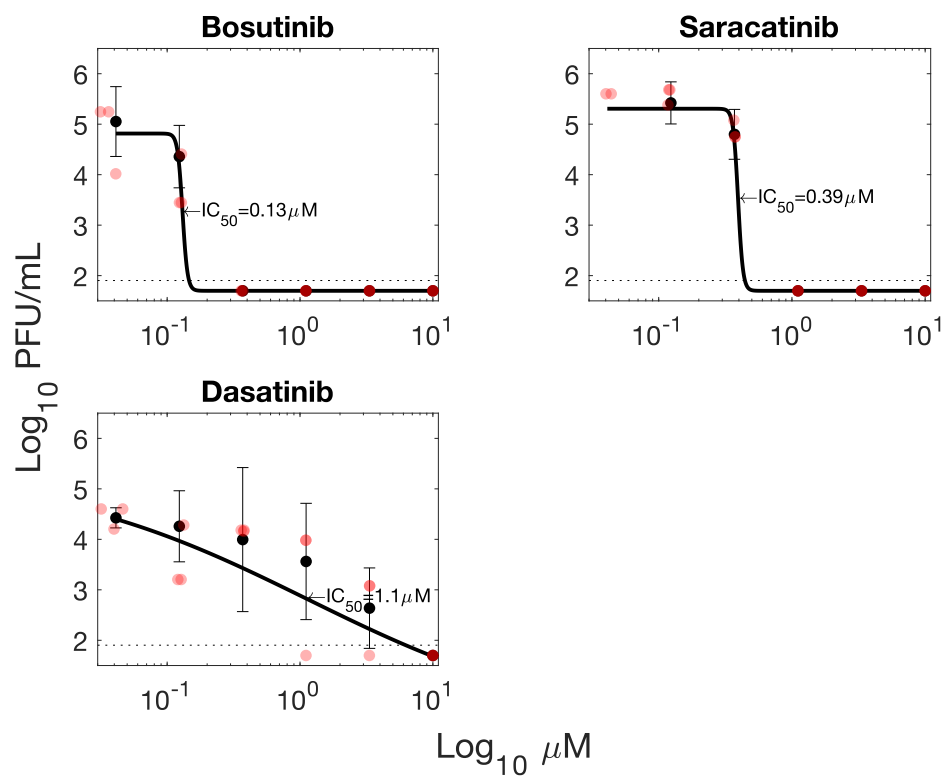 Bosutinib
Saracatinib
6
5
4
3
2
←IC₅₀=0.13μM
10⁻¹ 10⁰ 10¹
6
5
4
3
2
←IC₅₀=0.39μM
10⁻¹ 10⁰ 10¹
Log₁₀ PFU/mL
Dasatinib
6
5
4
3
2
←IC₅₀=1.1μM
10⁻¹ 10⁰ 10¹
Log₁₀ μM